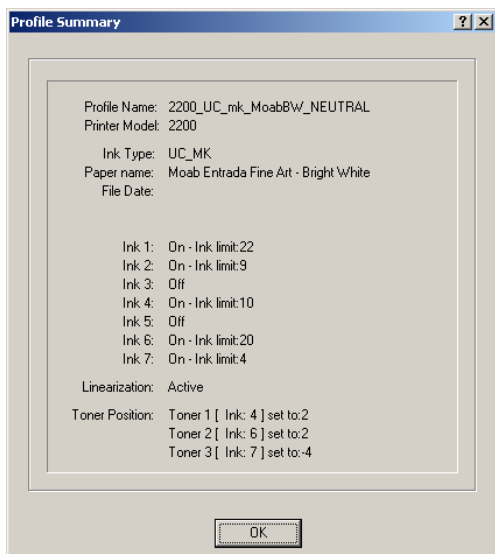 Profile Summary
Profile Name: 2200_UC_mk_MoabBW_NEUTRAL
Printer Model: 2200
Ink Type: UC_MK
Paper name: Moab Entrada Fine Art - Bright White
File Date:
Ink 1: On - Ink limit:22
Ink 2: On - Ink limit:9
Ink 3: Off
Ink 4: On - Ink limit:10
Ink 5: Off
Ink 6: On - Ink limit:20
Ink 7: On - Ink limit:4
Linearization: Active
Toner Position: Toner 1 [ Ink: 4 ] set to:2
Toner 2 [ Ink: 6 ] set to:2
Toner 3 [ Ink: 7 ] set to:-4
OK